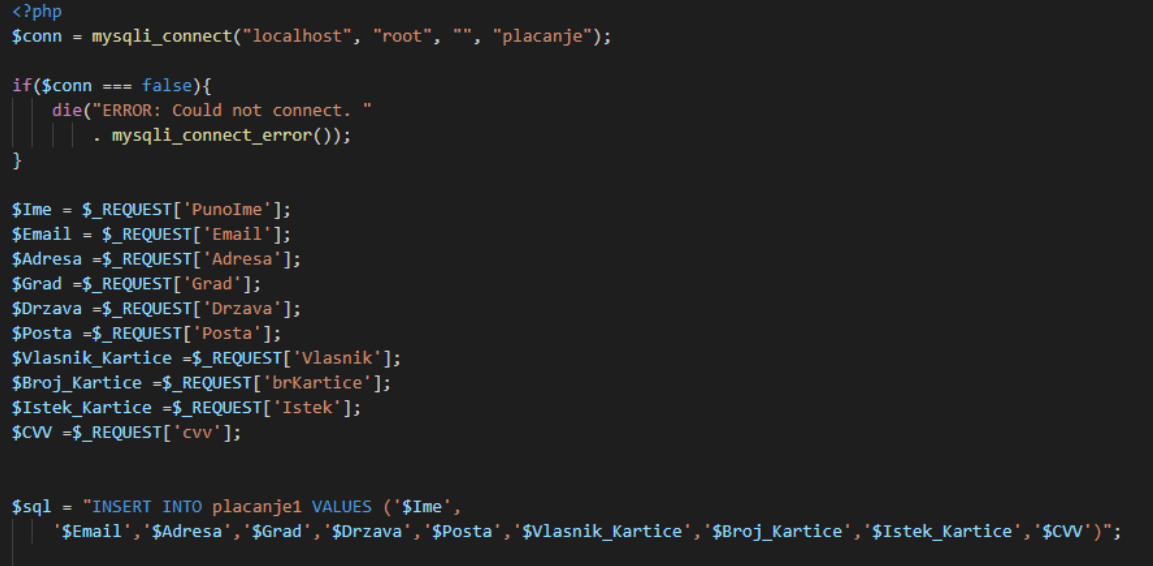 <?php
$conn = mysqli_connect("localhost", "root", "", "placanje");
if($conn === false){
die("ERROR: Could not connect. "
. mysqli_connect_error());
}
$Ime = $_REQUEST['PunoIme'];
$Email = $_REQUEST['Email'];
$Adresa =$_REQUEST['Adresa'];
$Grad =$_REQUEST['Grad'];
$Drzava =$_REQUEST['Drzava'];
$Posta =$_REQUEST['Posta'];
$Vlasnik_Kartice =$_REQUEST['Vlasnik'];
$Broj_Kartice =$_REQUEST['brKartice'];
$Istek_Kartice =$_REQUEST['Istek'];
$CVV =$_REQUEST['cvv'];
$sql = "INSERT INTO placanje1 VALUES ('$Ime',
'$Email','$Adresa','$Grad','$Drzava','$Posta','$Vlasnik_Kartice','$Broj_Kartice','$Istek_Kartice','$CVV')";